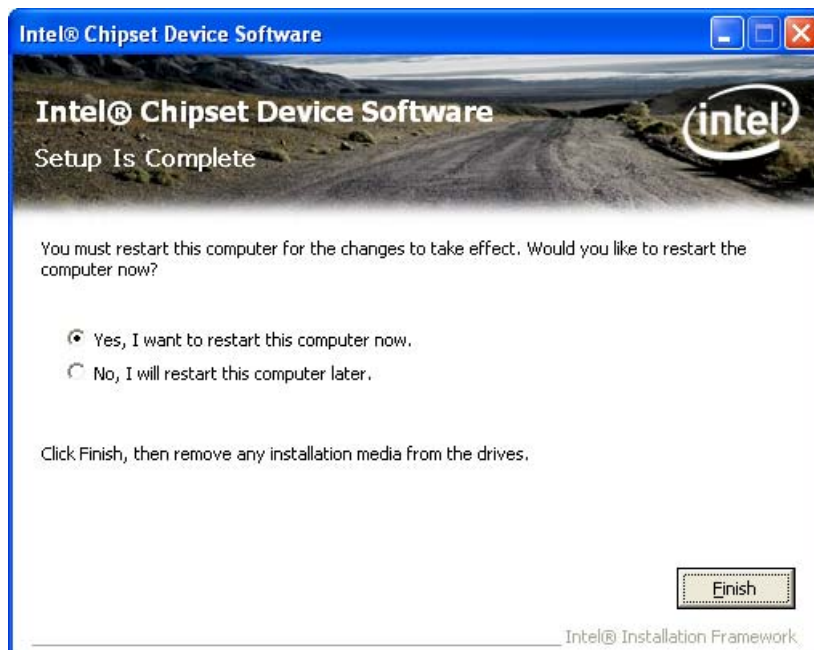 Intel® Chipset Device Software
Intel® Chipset Device Software
intel
Setup Is Complete
You must restart this computer for the changes to take effect. Would you like to restart the
computer now?
Yes, I want to restart this computer now.
No, I will restart this computer later.
Click Finish, then remove any installation media from the drives.
Finish
Intel® Installation Framework